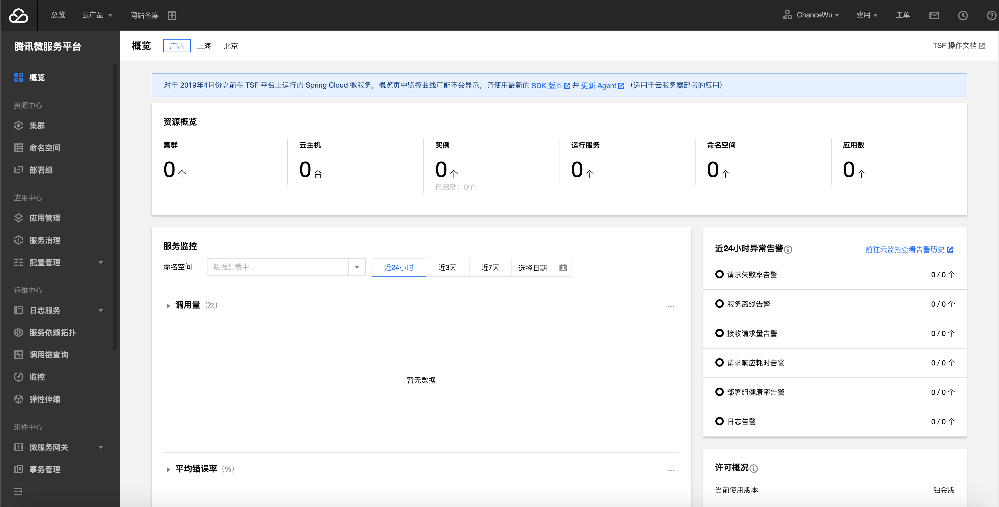 总览 云产品 网站备案 ChanceWu 费用 工单
腾讯微服务平台
概览
资源中心
集群
命名空间
部署组
应用中心
应用管理
服务治理
配置管理
运维中心
日志服务
服务依赖拓扑
调用链查询
监控
弹性伸缩
组件中心
微服务网关
事务管理
概览 广州 上海 北京 TSF 操作文档
对于 2019年4月份之前在 TSF 平台上运行的 Spring Cloud 微服务，概览页中监控曲线可能不会显示，请使用最新的 SDK 版本 并 更新 Agent （适用于云服务器部署的应用）
资源概览
集群 云主机 实例 运行服务 命名空间 应用数
0 个 0 台 0 个 0 个 0 个 0 个
已启动：0个
服务监控
命名空间 数据加载中... 近24小时 近3天 近7天 选择日期
调用量（次） ...
暂无数据
平均错误率（%） ...
近24小时异常告警 前往云监控查看告警历史
请求失败率告警 0 / 0 个
服务离线告警 0 / 0 个
接收请求量告警 0 / 0 个
请求响应耗时告警 0 / 0 个
部署组健康率告警 0 / 0 个
日志告警 0 / 0 个
许可概况
当前使用版本 铂金版